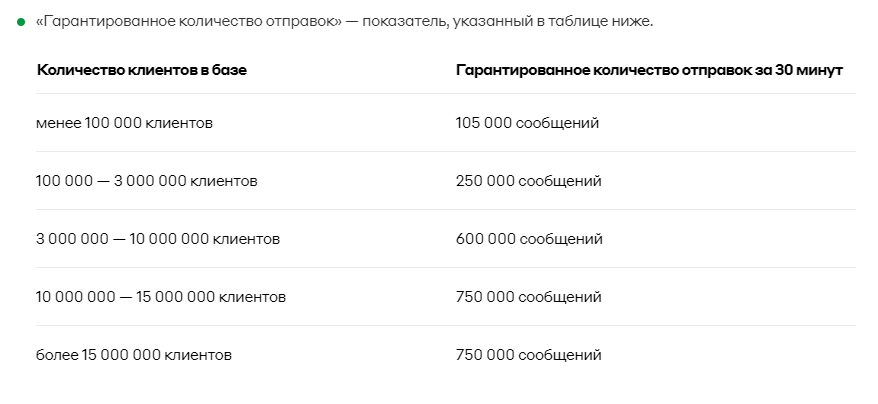 «Гарантированное количество отправок» — показатель, указанный в таблице ниже.
Количество клиентов в базе Гарантированное количество отправок за 30 минут
менее 100 000 клиентов 105 000 сообщений
100 000 — 3 000 000 клиентов 250 000 сообщений
3 000 000 — 10 000 000 клиентов 600 000 сообщений
10 000 000 — 15 000 000 клиентов 750 000 сообщений
более 15 000 000 клиентов 750 000 сообщений